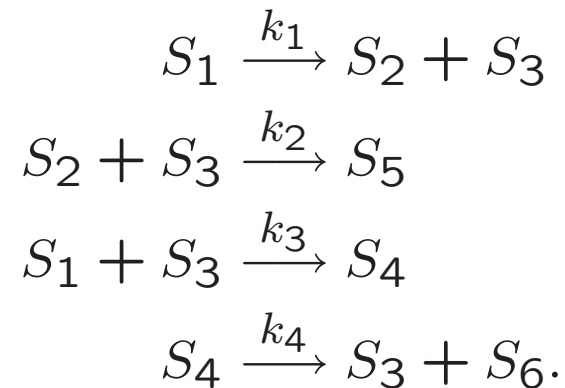 S₁ →^{k₁} S₂ + S₃
S₂ + S₃ →^{k₂} S₅
S₁ + S₃ →^{k₃} S₄
S₄ →^{k₄} S₃ + S₆.